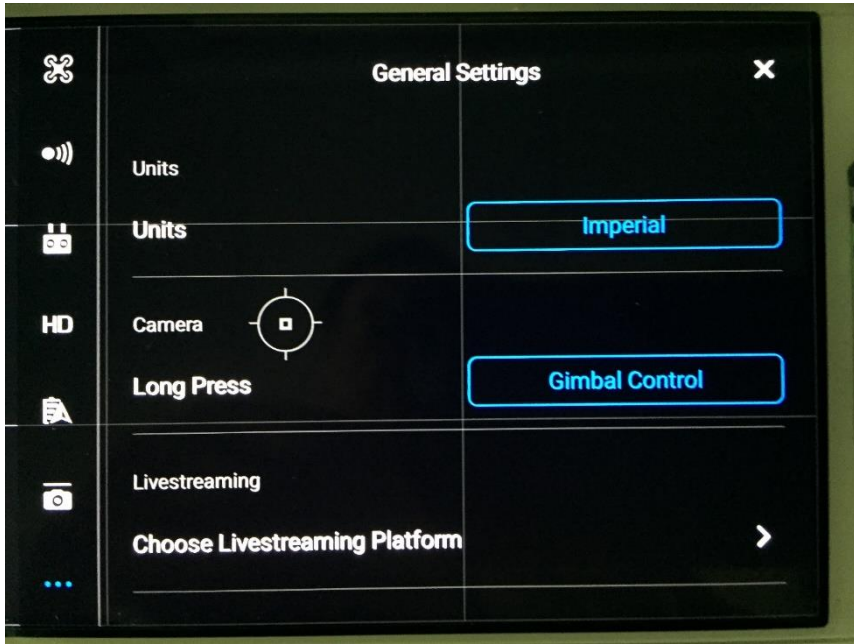 General Settings
Units
Units
Imperial
HD
Camera
Long Press
Gimbal Control
Livestreaming
Choose Livestreaming Platform